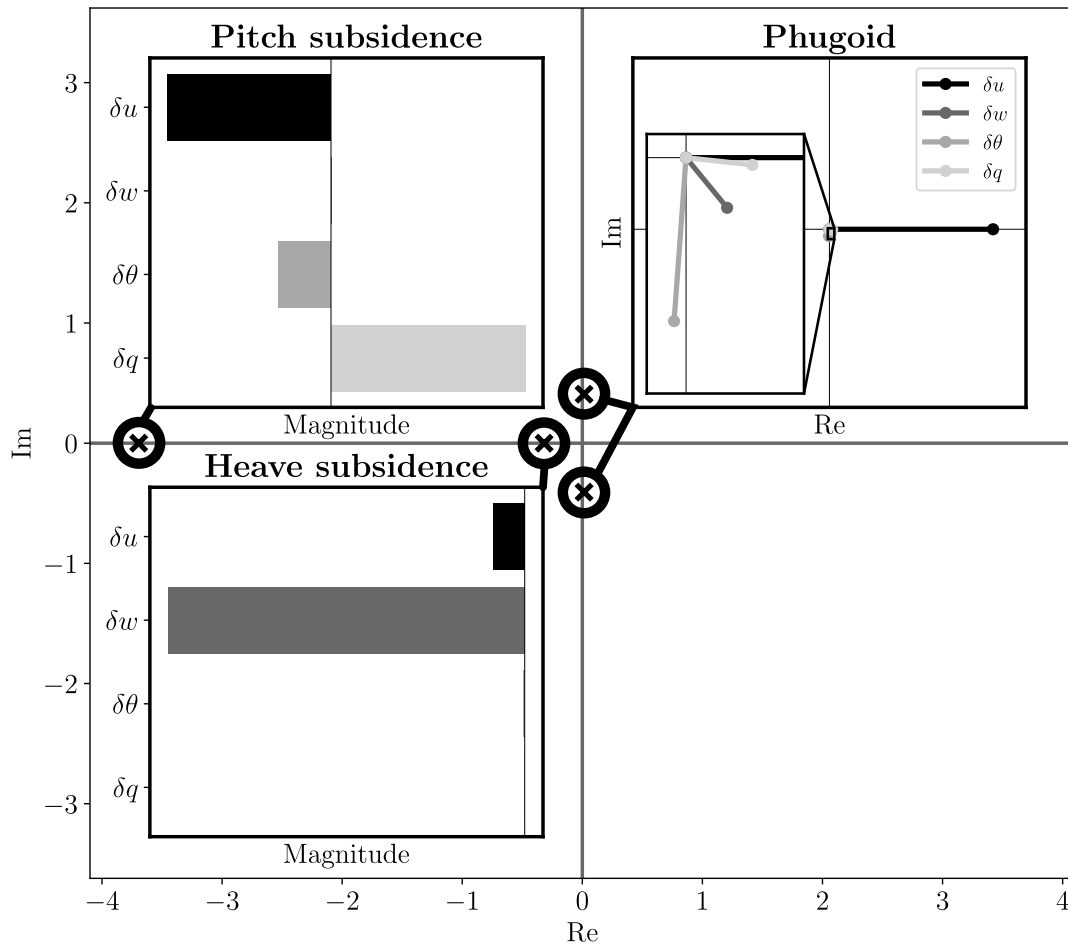 Pitch subsidence
δu
δw
δθ
δq
Magnitude
Phugoid
δu
δw
δθ
δq
Im
Re
Heave subsidence
δu
δw
δθ
δq
Magnitude
3
2
1
0
−1
−2
−3
Im
−4 −3 −2 −1 0 1 2 3 4
Re